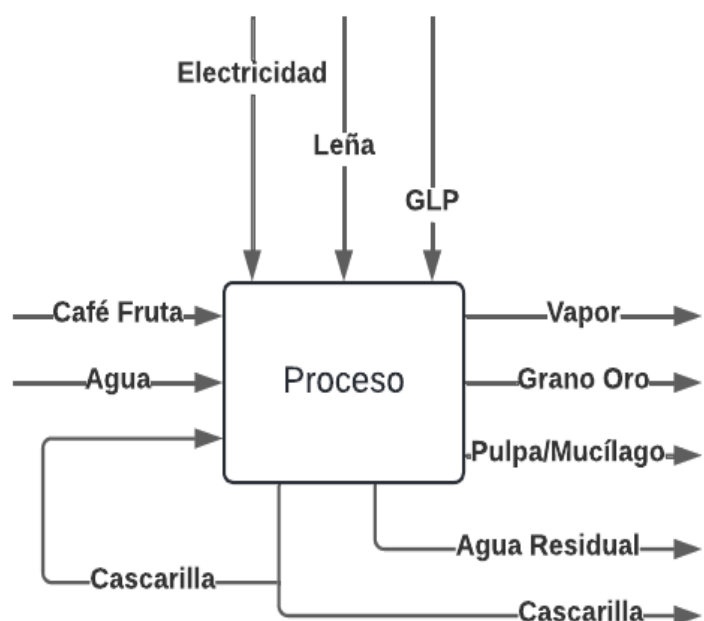 Electricidad
Leña
GLP
Café Fruta
Vapor
Agua
Proceso
Grano Oro
Pulpa/Mucílago
Agua Residual
Cascarilla
Cascarilla